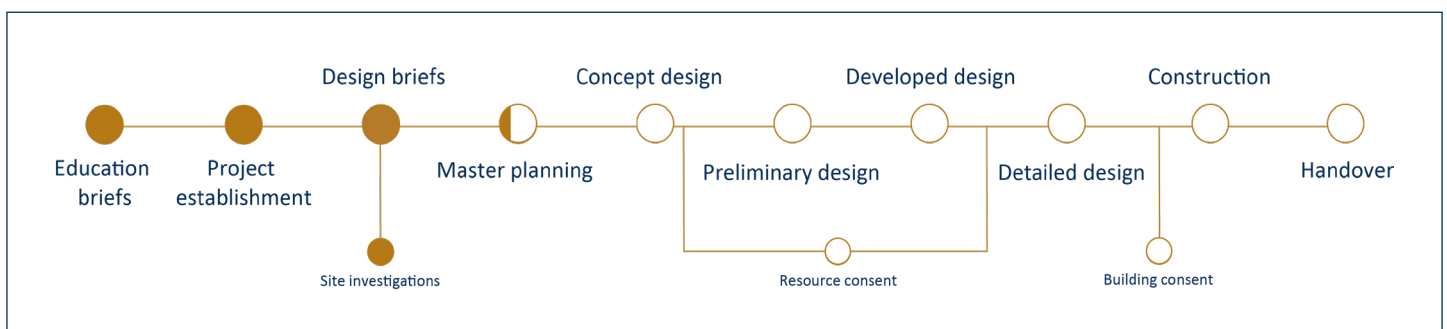 Design briefs
Concept design
Developed design
Construction
Education
briefs
Project
establishment
Master planning
Preliminary design
Detailed design
Handover
Site investigations
Resource consent
Building consent